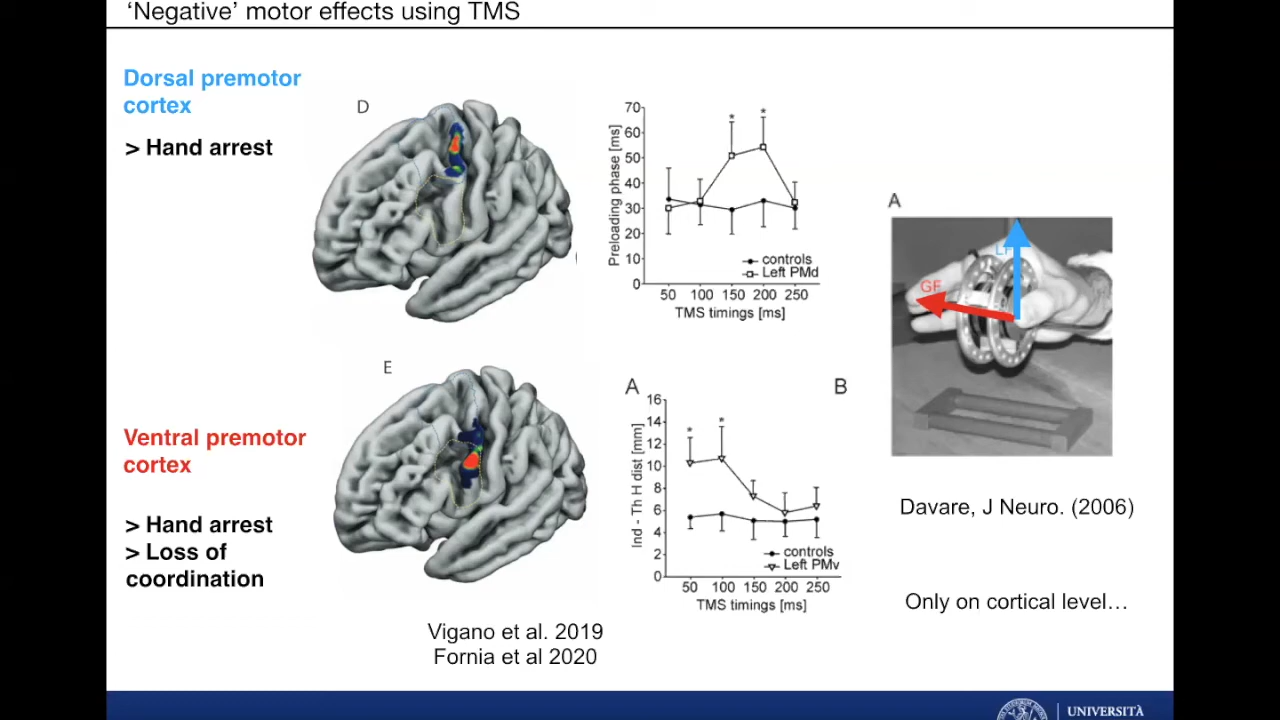 ‘Negative’ motor effects using TMS
Dorsal premotor
cortex
> Hand arrest
D
70
60
50
40
30
20
10
0
Preloading phase [ms]
* *
controls
Left PMd
50 100 150 200 250
TMS timings [ms]
A
LF
GF
Davare, J Neuro. (2006)
Only on cortical level…
Ventral premotor
cortex
> Hand arrest
> Loss of
coordination
E
Vigano et al. 2019
Fornia et al 2020
A B
16
14
12
10
8
6
4
2
0
Ind - Th H dist [mm]
* *
controls
Left PMv
50 100 150 200 250
TMS timings [ms]
UNIVERSITÀ